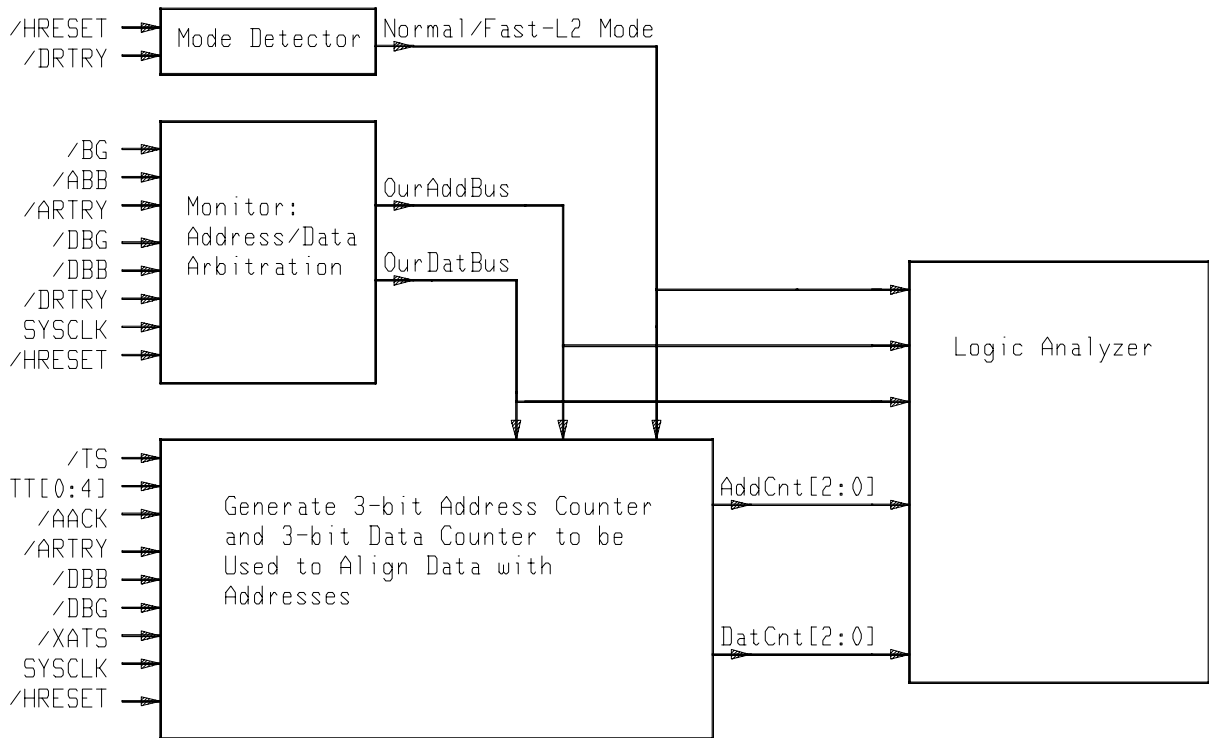 /HRESET
/DRTRY
Mode Detector
Normal/Fast-L2 Mode
/BG
/ABB
/ARTRY
/DBG
/DBB
/DRTRY
SYSCLK
/HRESET
Monitor:
Address/Data
Arbitration
OurAddBus
OurDatBus
Logic Analyzer
/TS
TT[0:4]
/AACK
/ARTRY
/DBB
/DBG
/XATS
SYSCLK
/HRESET
Generate 3-bit Address Counter
and 3-bit Data Counter to be
Used to Align Data with
Addresses
AddCnt[2:0]
DatCnt[2:0]